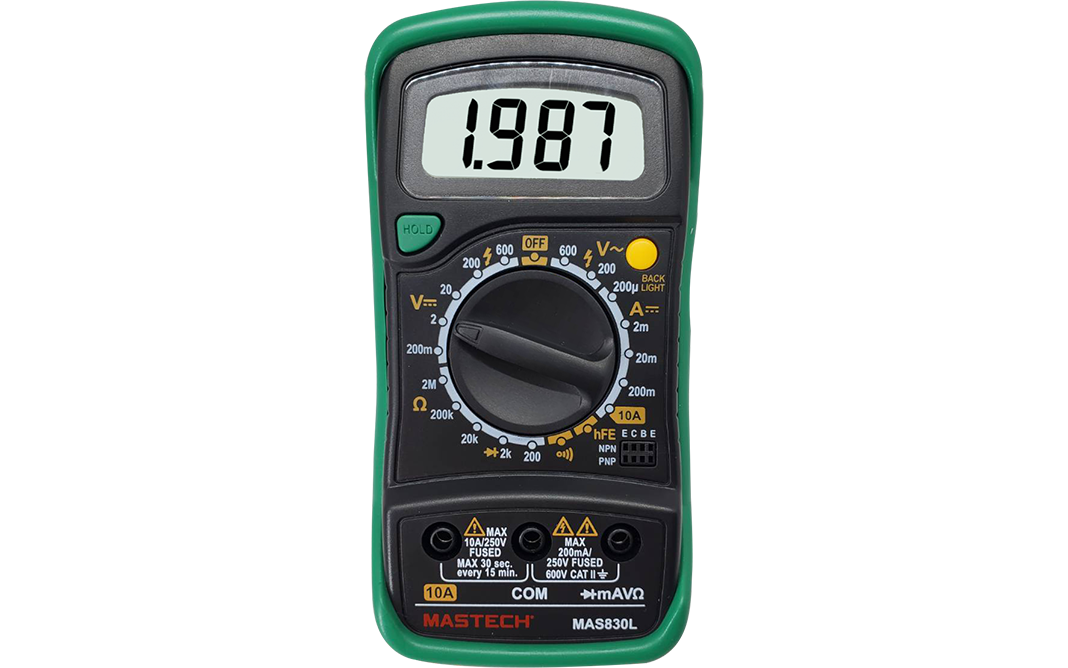 1.987
HOLD
OFF
600
200
20
V
2
200m
2M
Ω
200k
20k
2k
200
600
V~
200
BACK
LIGHT
200µ
A
2m
20m
200m
10A
hFE
E C B E
NPN
PNP
MAX
10A/250V
FUSED
MAX 30 sec.
every 15 min.
MAX
200mA/
250V FUSED
600V CAT II
10A
COM
mAVΩ
MASTECH®
MAS830L